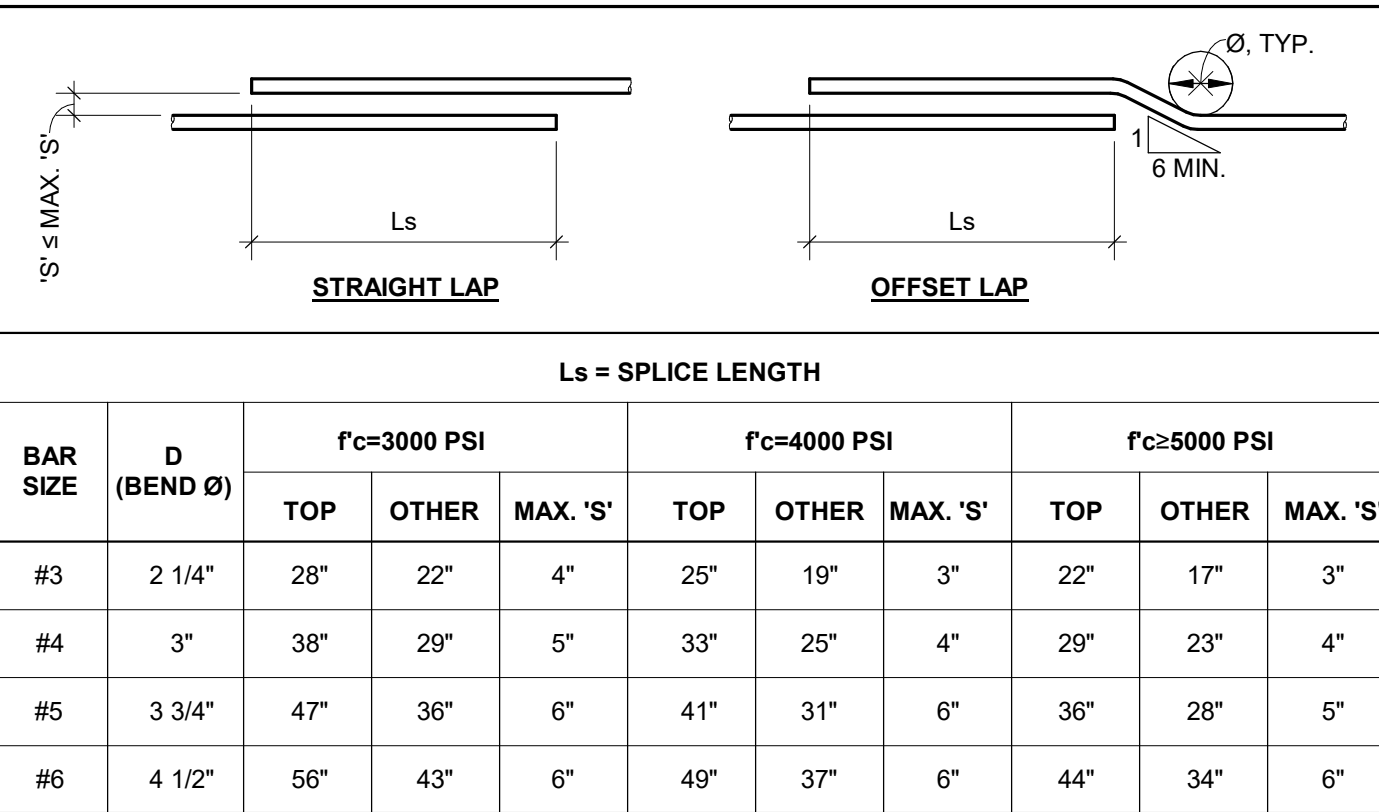 Ø, TYP.
'S' ≤ MAX. 'S'
1
6 MIN.
Ls
Ls
STRAIGHT LAP
OFFSET LAP
Ls = SPLICE LENGTH
BAR SIZE D (BEND Ø) f'c=3000 PSI f'c=4000 PSI f'c≥5000 PSI
TOP OTHER MAX. 'S' TOP OTHER MAX. 'S' TOP OTHER MAX. 'S'
#3 2 1/4" 28" 22" 4" 25" 19" 3" 22" 17" 3"
#4 3" 38" 29" 5" 33" 25" 4" 29" 23" 4"
#5 3 3/4" 47" 36" 6" 41" 31" 6" 36" 28" 5"
#6 4 1/2" 56" 43" 6" 49" 37" 6" 44" 34" 6"